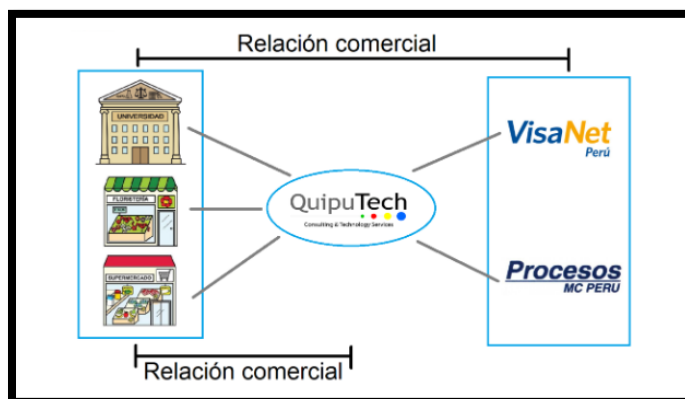 Relación comercial
UNIVERSIDAD
FLORISTERÍA
SUPERMERCADO
QuipuTech
Consulting & Technology Services
VisaNet
Perú
Procesos
MC PERU
Relación comercial